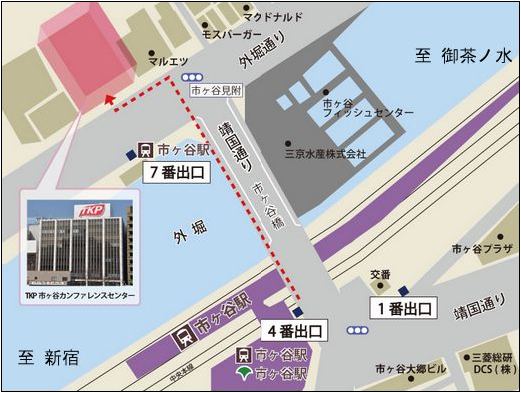 マクドナルド
モスバーガー
マルエツ
外堀通り
至 御茶ノ水
市ヶ谷見附
市ヶ谷
フィッシュセンター
靖国通り
三京水産株式会社
市ヶ谷駅
7番出口
市ヶ谷橋
外堀
TKP
TKP 市ヶ谷カンファレンスセンター
市ヶ谷プラザ
交番
1番出口
靖国通り
市ヶ谷駅
4番出口
至 新宿
中央本線
市ヶ谷駅
市ヶ谷駅
市ヶ谷大郷ビル
三菱総研
DCS(株)